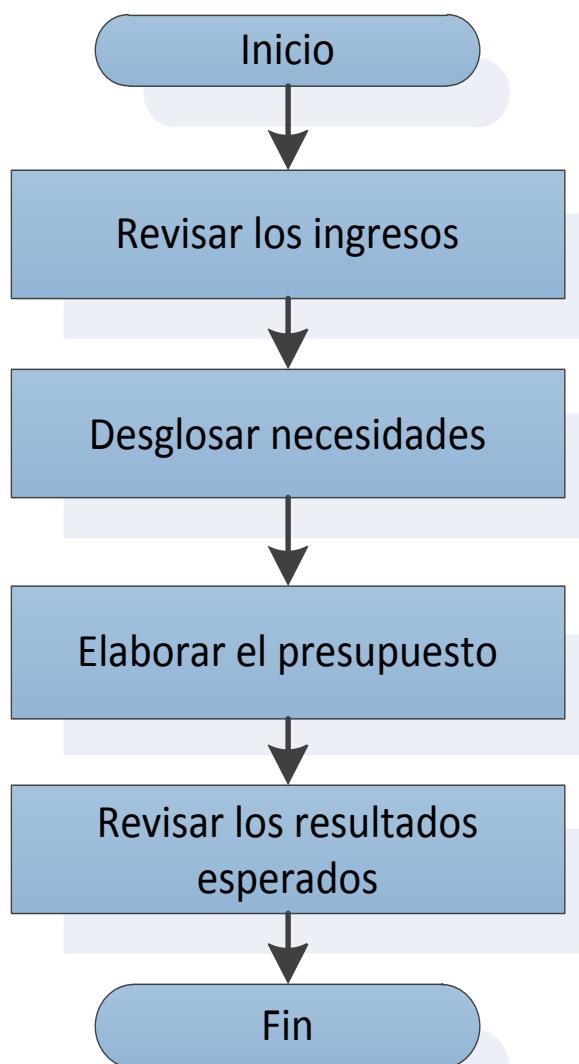 Inicio
Revisar los ingresos
Desglosar necesidades
Elaborar el presupuesto
Revisar los resultados
esperados
Fin